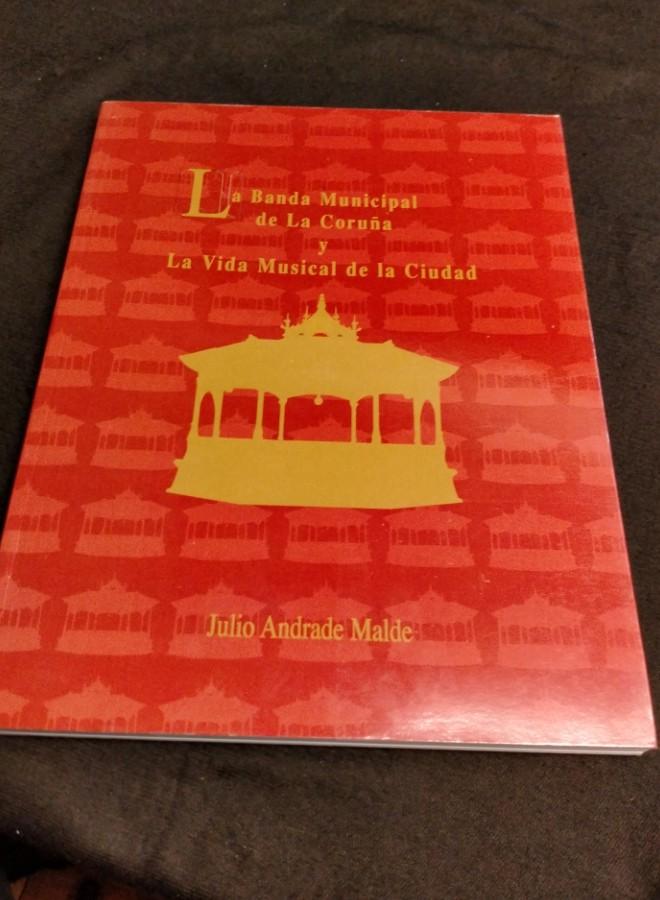 La Banda Municipal
de La Coruña
y
La Vida Musical de la Ciudad
Julio Andrade Malde